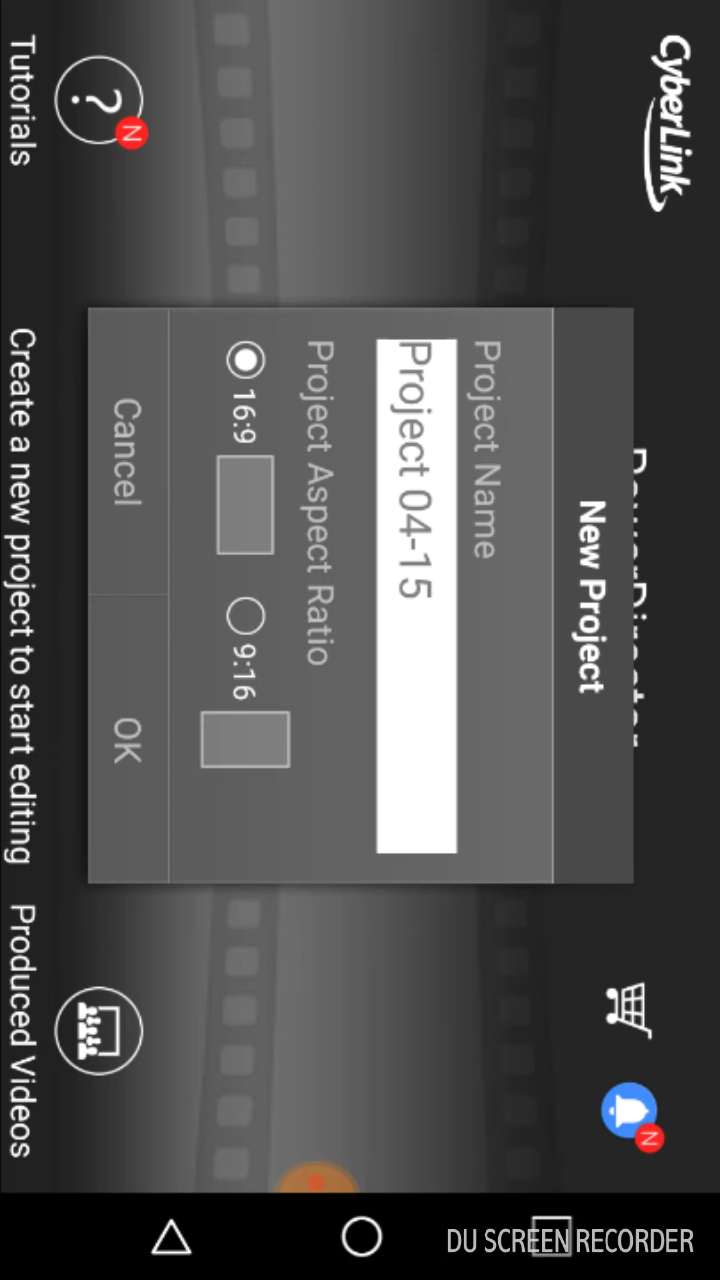 CyberLink
PowerDirector
New Project
Project Name
Project 04-15
Project Aspect Ratio
16:9
9:16
Cancel
OK
N
N
Tutorials
Create a new project to start editing
Produced Videos
DU SCREEN RECORDER